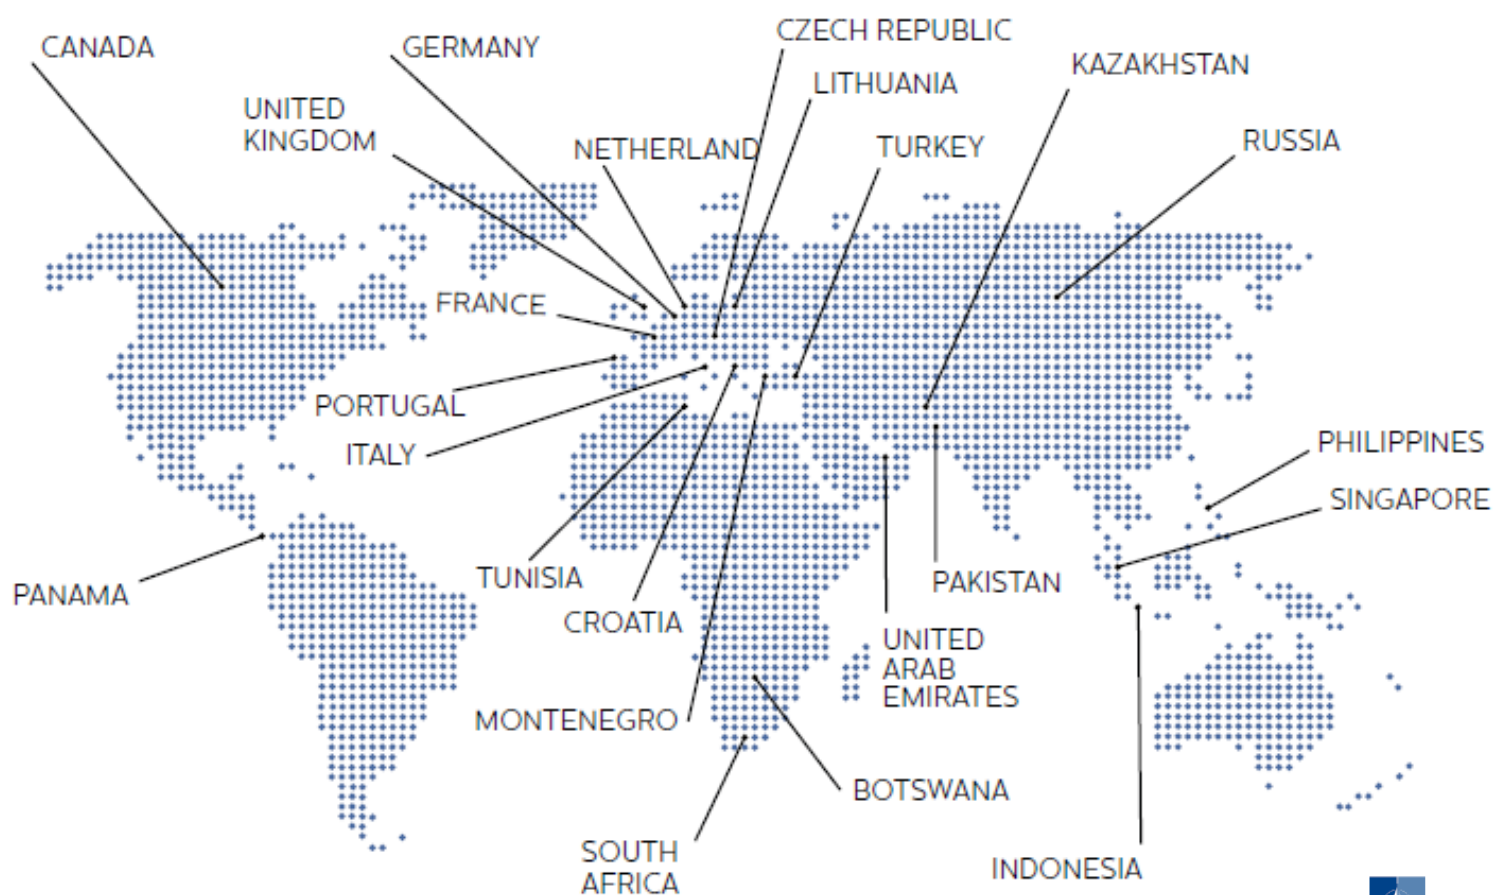 CZECH REPUBLIC
CANADA
GERMANY
KAZAKHSTAN
LITHUANIA
UNITED
KINGDOM
RUSSIA
NETHERLAND
TURKEY
FRANCE
PORTUGAL
ITALY
PHILIPPINES
SINGAPORE
TUNISIA
PAKISTAN
PANAMA
CROATIA
UNITED
ARAB
EMIRATES
MONTENEGRO
BOTSWANA
SOUTH
AFRICA
INDONESIA